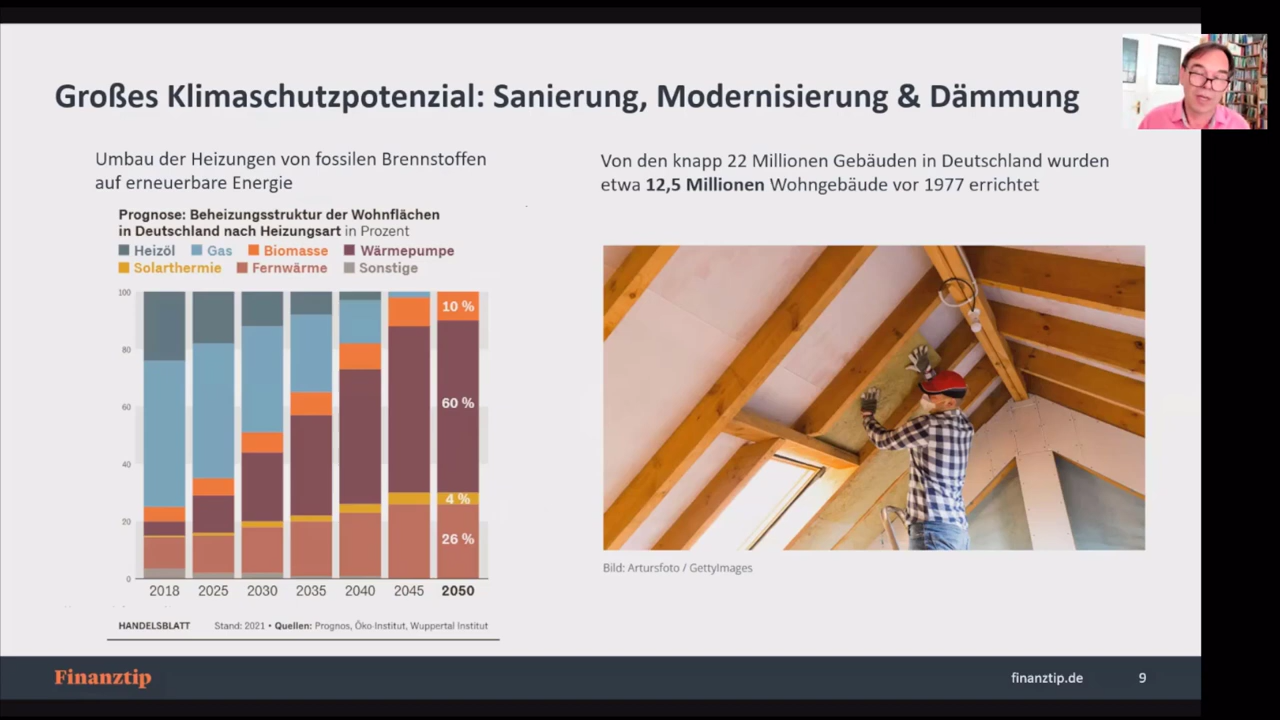 Großes Klimaschutzpotenzial: Sanierung, Modernisierung & Dämmung
Umbau der Heizungen von fossilen Brennstoffen
auf erneuerbare Energie
Prognose: Beheizungsstruktur der Wohnflächen
in Deutschland nach Heizungsart in Prozent
Heizöl Gas Biomasse Wärmepumpe
Solarthermie Fernwärme Sonstige
100
80
60
40
20
0
10 %
60 %
4 %
26 %
2018 2025 2030 2035 2040 2045 2050
HANDELSBLATT Stand: 2021 • Quellen: Prognos, Öko-Institut, Wuppertal Institut
Von den knapp 22 Millionen Gebäuden in Deutschland wurden
etwa 12,5 Millionen Wohngebäude vor 1977 errichtet
Bild: Artursfoto / GettyImages
Finanztip
finanztip.de 9